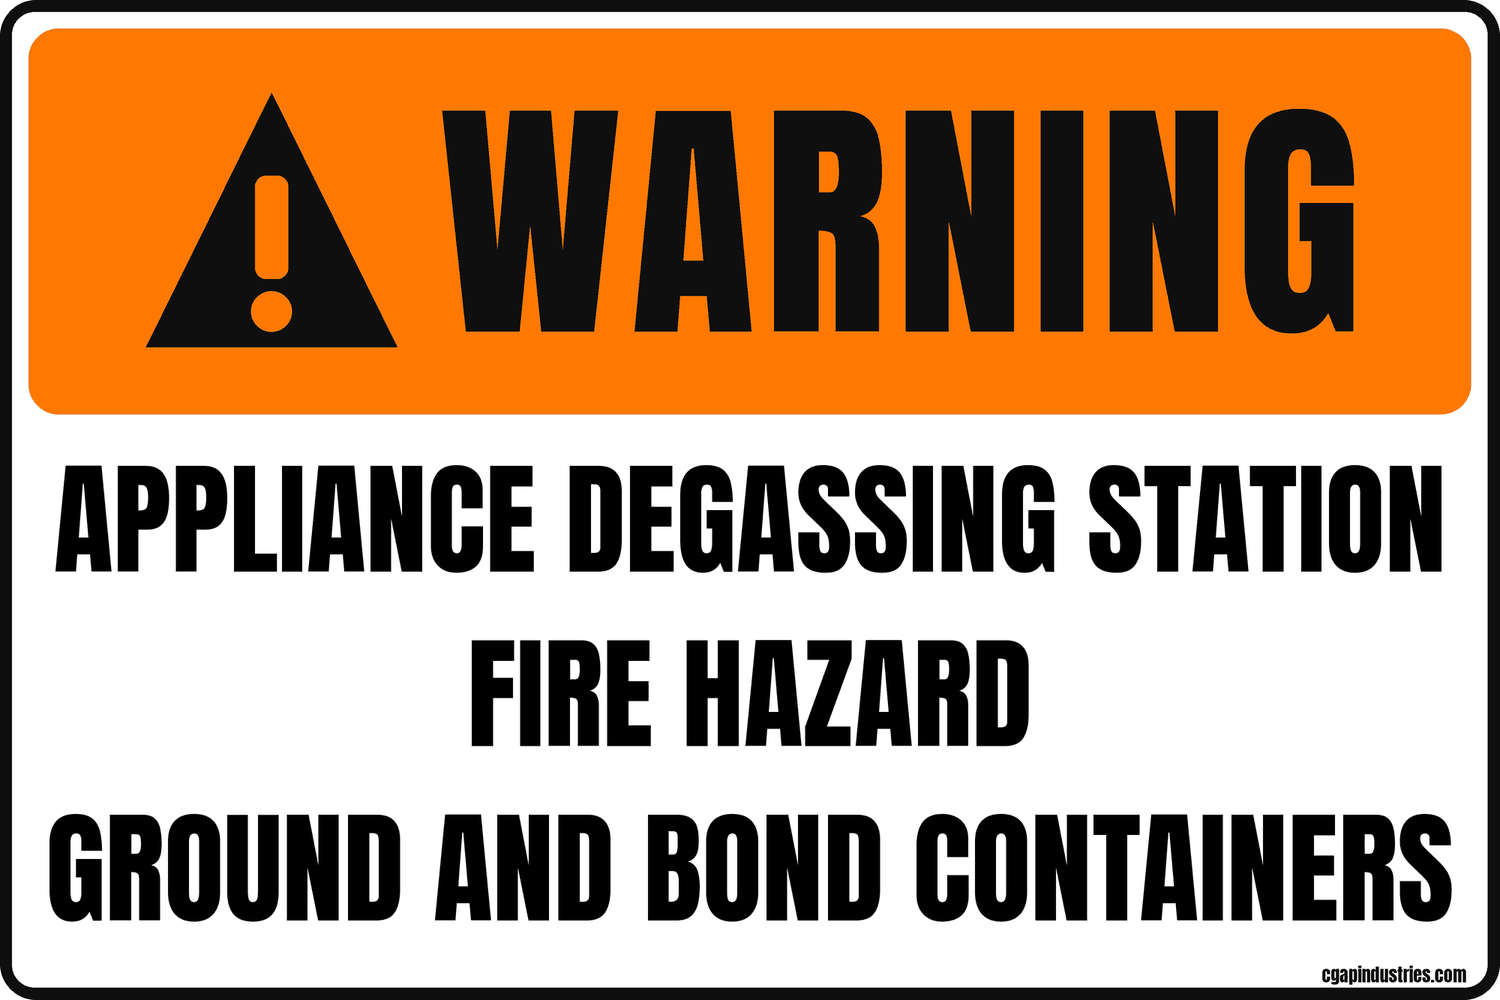 WARNING
APPLIANCE DEGASSING STATION
FIRE HAZARD
GROUND AND BOND CONTAINERS
cgapindustries.com